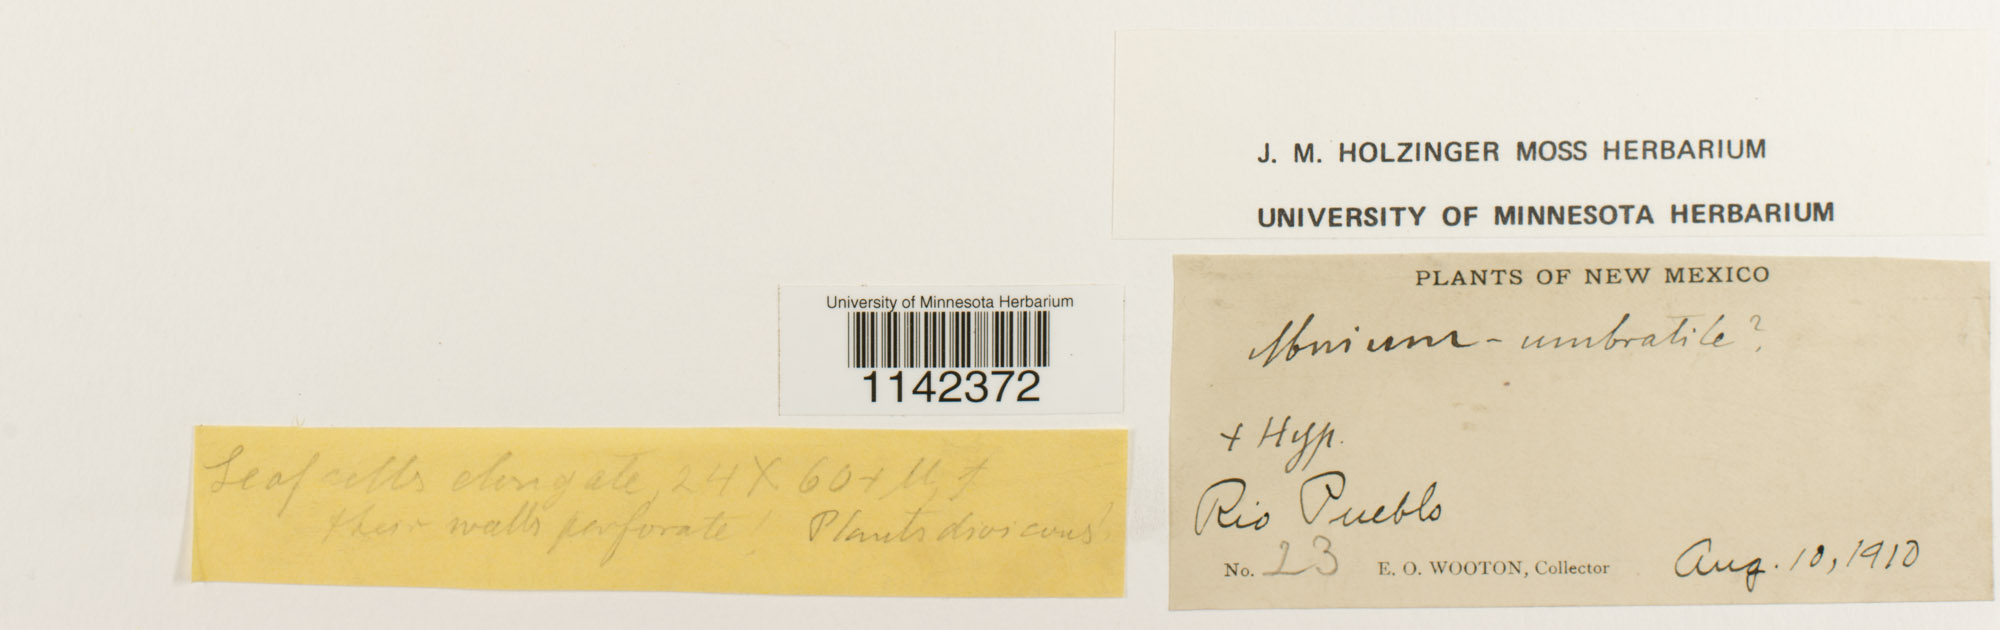 J. M. HOLZINGER MOSS HERBARIUM
UNIVERSITY OF MINNESOTA HERBARIUM
University of Minnesota Herbarium
1142372
PLANTS OF NEW MEXICO
Mnium - umbratile?
+ Hyp.
Rio Pueblo
No. 23 E. O. WOOTON, Collector Aug. 10, 1910
Leaf cells elongate, 24 X 60+ µ, +
their walls perforate! Plants dioicous!